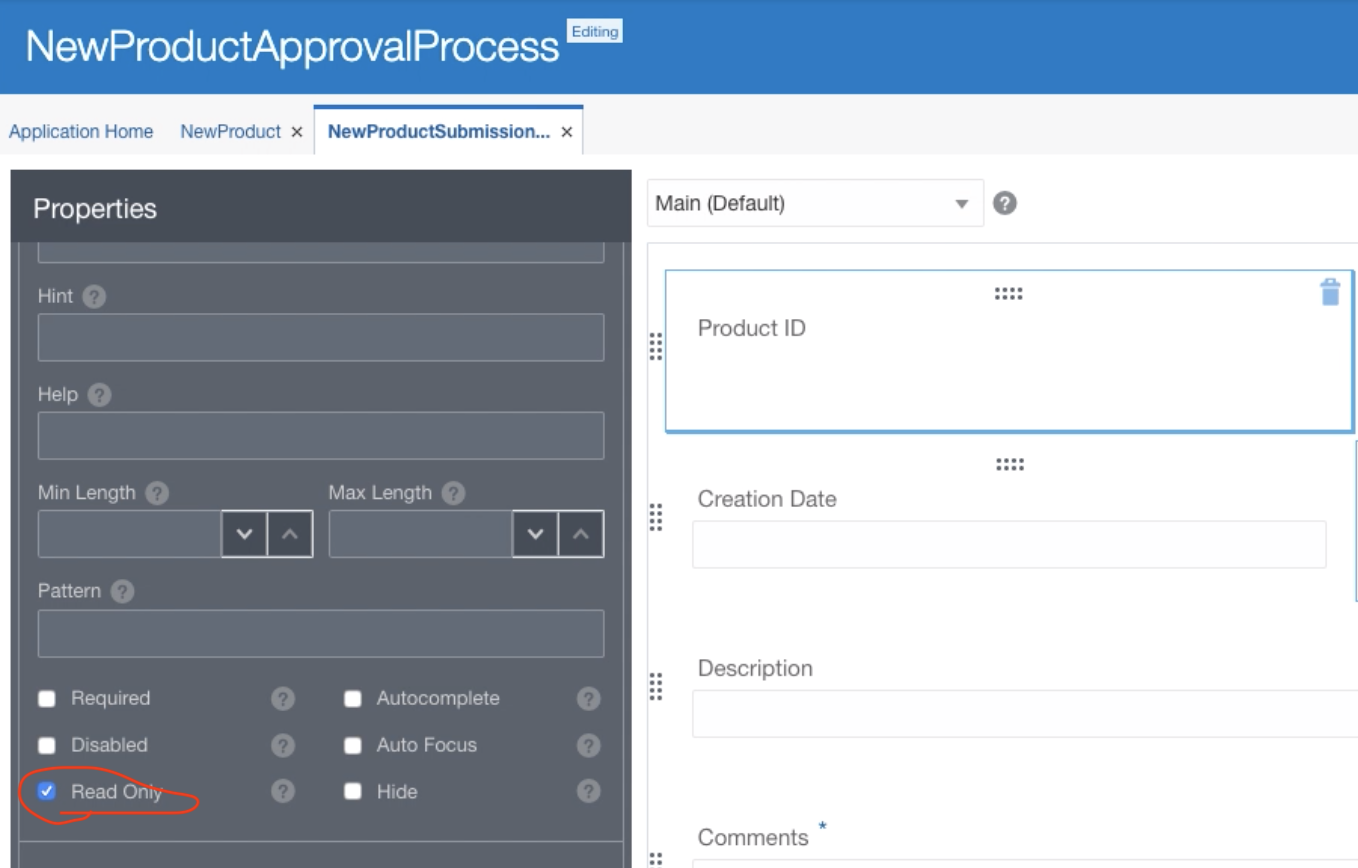 NewProductApprovalProcess Editing
Application Home NewProduct × NewProductSubmission... ×
Properties
Main (Default) ?
Hint ?
Product ID
Help ?
Min Length ? Max Length ?
Creation Date
Pattern ?
Description
Required ? Autocomplete ?
Disabled ? Auto Focus ?
Read Only ? Hide ?
Comments *